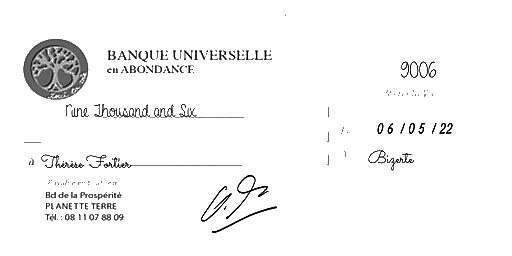 BANQUE UNIVERSELLE
en ABONDANCE
9006
Nine Thousand and Six
06/05/22
à Thérèse Fortier
Bizerte
Bd de la Prospérité
PLANETTE TERRE
Tél. : 08 11 07 88 09